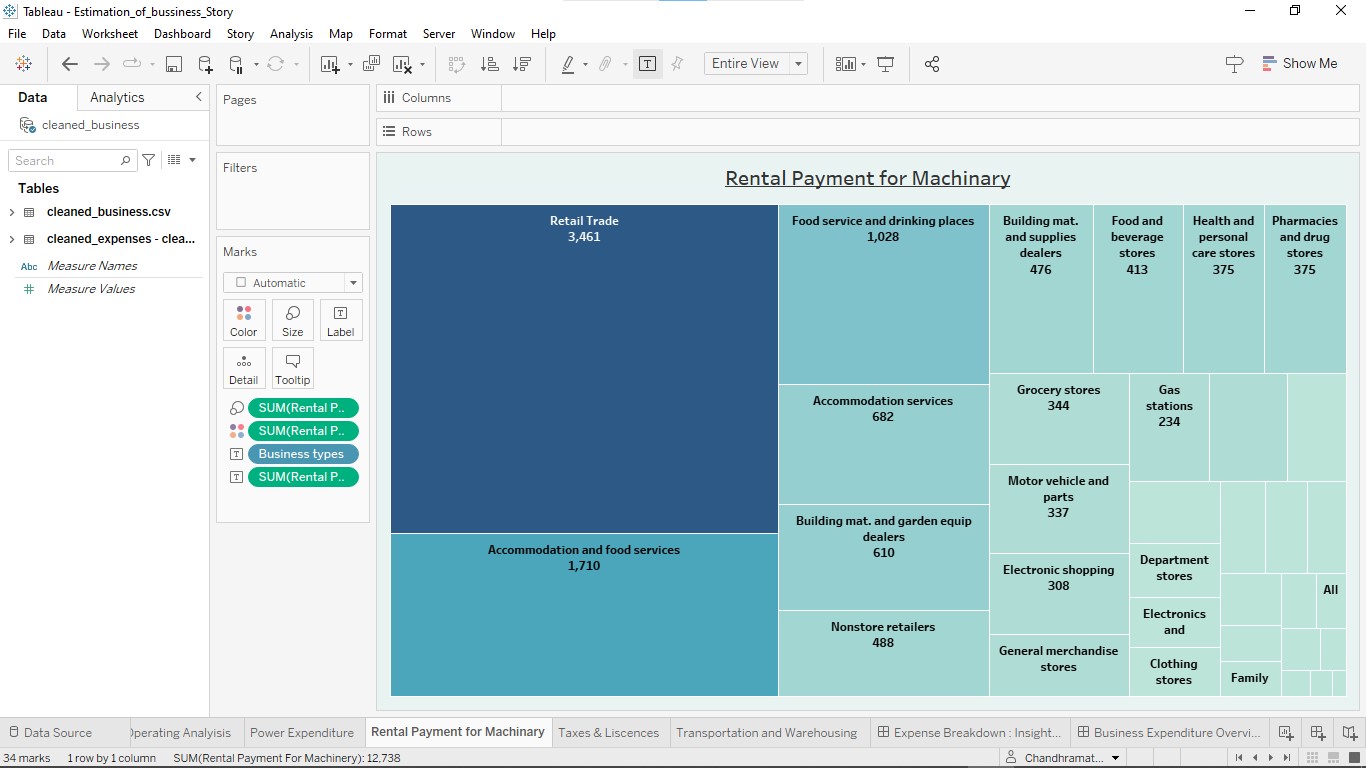 Tableau - Estimation_of_bussiness_Story
File Data Worksheet Dashboard Story Analysis Map Format Server Window Help
Entire View
Show Me
Data Analytics
cleaned_business
Search
Tables
cleaned_business.csv
cleaned_expenses - clea...
Abc Measure Names
# Measure Values
Pages
Filters
Marks
Automatic
Color Size Label
Detail Tooltip
SUM(Rental P..
SUM(Rental P..
Business types
SUM(Rental P..
Columns
Rows
Rental Payment for Machinary
Retail Trade
3,461
Accommodation and food services
1,710
Food service and drinking places
1,028
Accommodation services
682
Building mat. and garden equip
dealers
610
Nonstore retailers
488
Building mat.
and supplies
dealers
476
Food and
beverage
stores
413
Health and
personal
care stores
375
Pharmacies
and drug
stores
375
Grocery stores
344
Motor vehicle and
parts
337
Electronic shopping
308
General merchandise
stores
Gas
stations
234
Department
stores
Electronics
and
Clothing
stores
Family
All
Data Source
Operating Analyisis
Power Expenditure
Rental Payment for Machinary
Taxes & Liscences
Transportation and Warehousing
Expense Breakdown : Insight...
Business Expenditure Overvi...
34 marks 1 row by 1 column SUM(Rental Payment For Machinery): 12,738
Chandhramat...